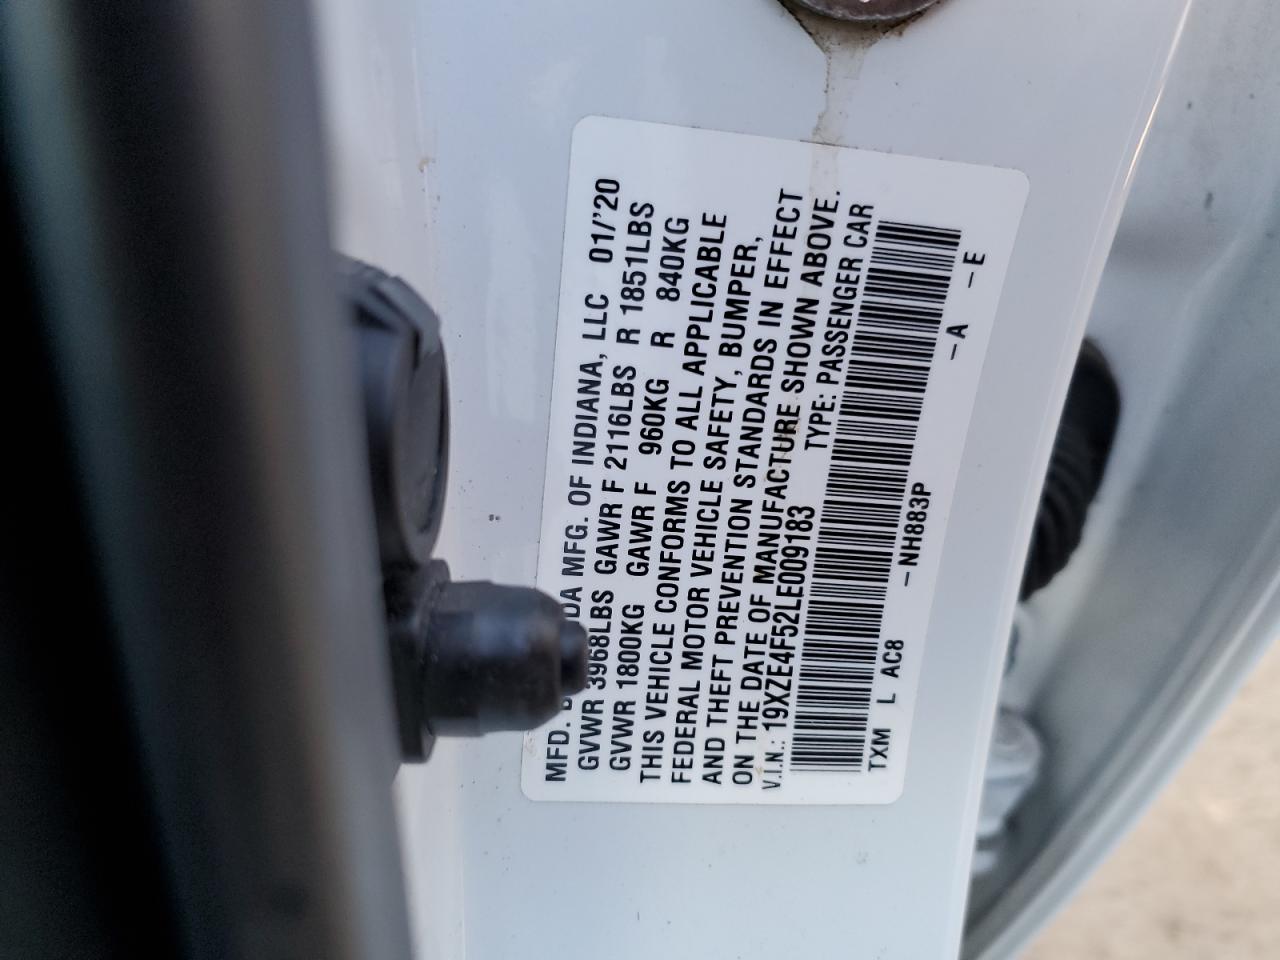 MFD. DA MFG. OF INDIANA, LLC 01/'20
GVWR 3968LBS GAWR F 2116LBS R 1851LBS
GVWR 1800KG GAWR F 960KG R 840KG
THIS VEHICLE CONFORMS TO ALL APPLICABLE
FEDERAL MOTOR VEHICLE SAFETY, BUMPER,
AND THEFT PREVENTION STANDARDS IN EFFECT
ON THE DATE OF MANUFACTURE SHOWN ABOVE.
V.I.N.: 19XZE4F52LE009183 TYPE: PASSENGER CAR
TXM L AC8 -NH883P -A -E